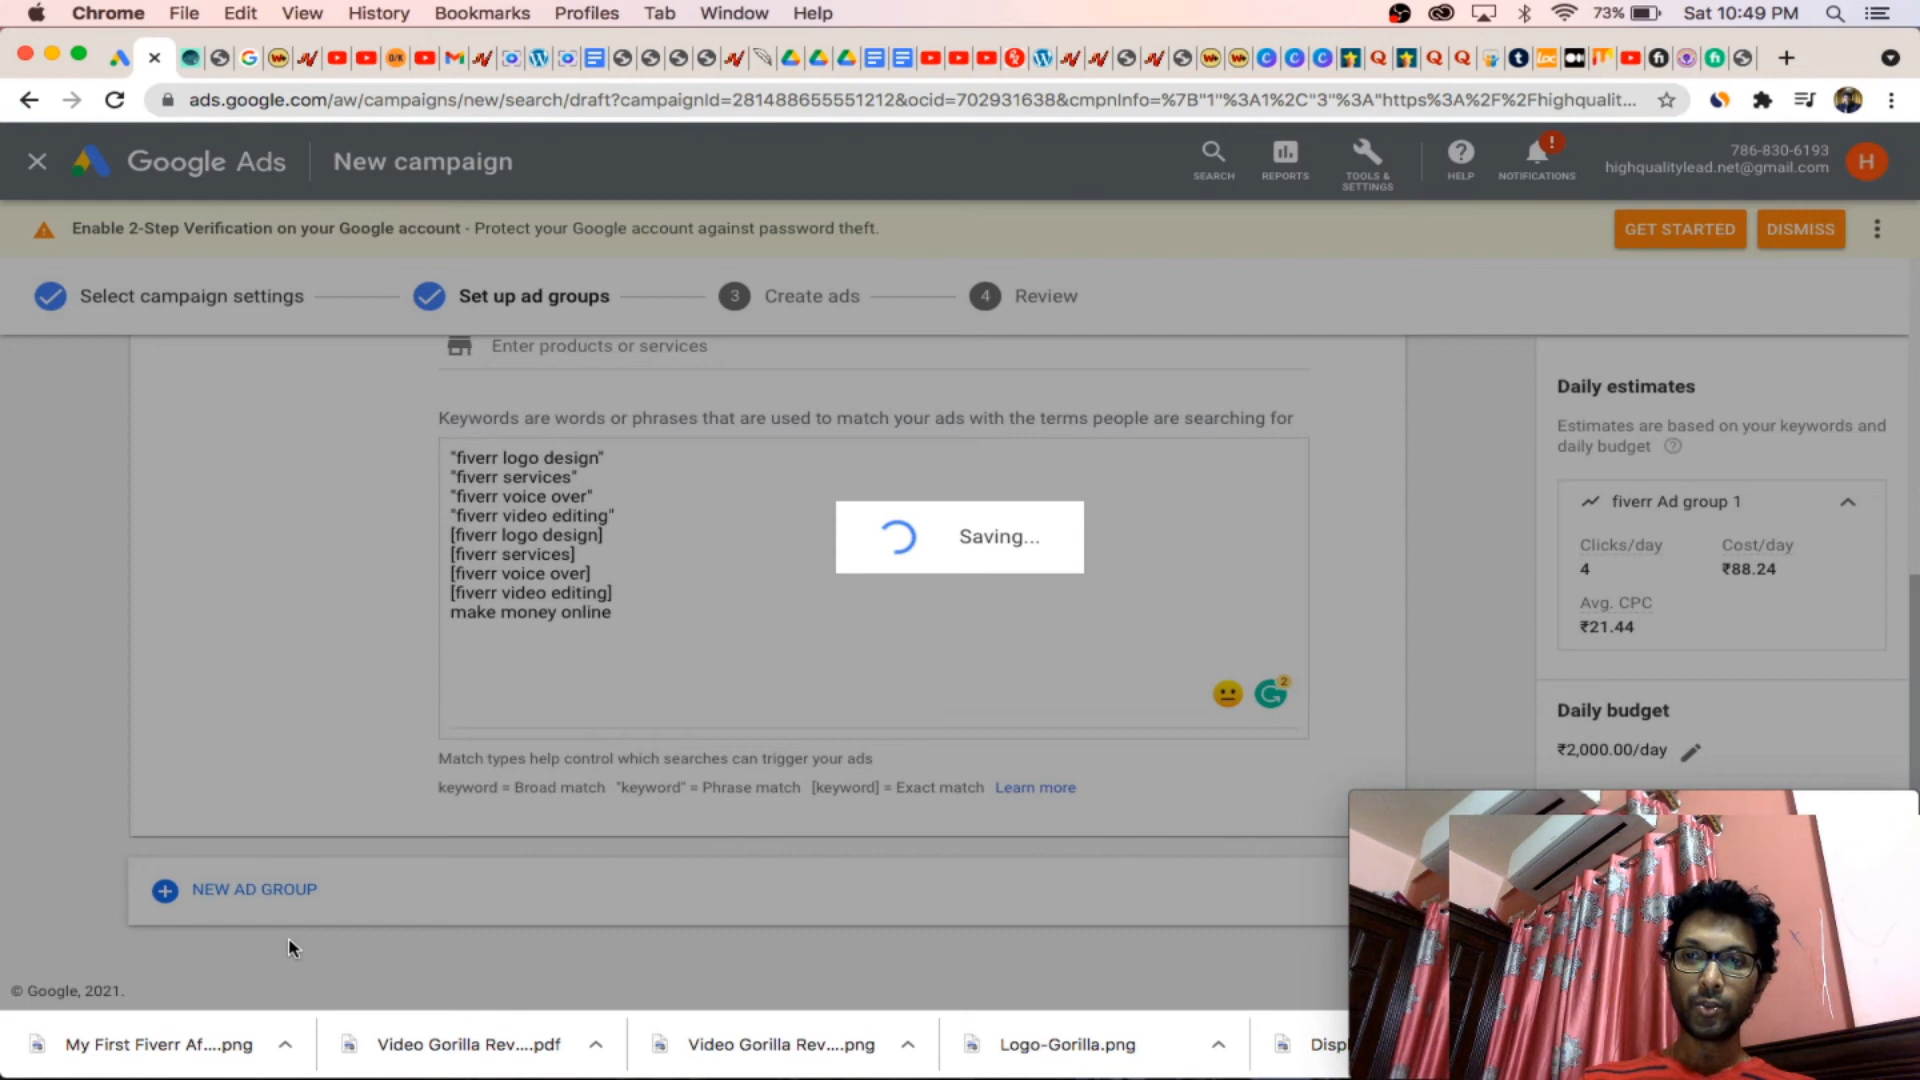 Chrome File Edit View History Bookmarks Profiles Tab Window Help 73% Sat 10:49 PM
ads.google.com/aw/campaigns/new/search/draft?campaignId=281488655551212&ocid=702931638&cmpnInfo=%7B"1"%3A1%2C"3"%3A"https%3A%2F%2Fhighqualit...
Google Ads New campaign
SEARCH
REPORTS
TOOLS & SETTINGS
HELP
NOTIFICATIONS
786-830-6193
highqualitylead.net@gmail.com
H
Enable 2-Step Verification on your Google account - Protect your Google account against password theft.
GET STARTED
DISMISS
Select campaign settings
Set up ad groups
3 Create ads
4 Review
Enter products or services
Keywords are words or phrases that are used to match your ads with the terms people are searching for
"fiverr logo design"
"fiverr services"
"fiverr voice over"
"fiverr video editing"
[fiverr logo design]
[fiverr services]
[fiverr voice over]
[fiverr video editing]
make money online
2
Saving...
Match types help control which searches can trigger your ads
keyword = Broad match "keyword" = Phrase match [keyword] = Exact match Learn more
NEW AD GROUP
Daily estimates
Estimates are based on your keywords and
daily budget
fiverr Ad group 1
Clicks/day Cost/day
4 ₹88.24
Avg. CPC
₹21.44
Daily budget
₹2,000.00/day
© Google, 2021.
My First Fiverr Af....png
Video Gorilla Rev....pdf
Video Gorilla Rev....png
Logo-Gorilla.png
Displ